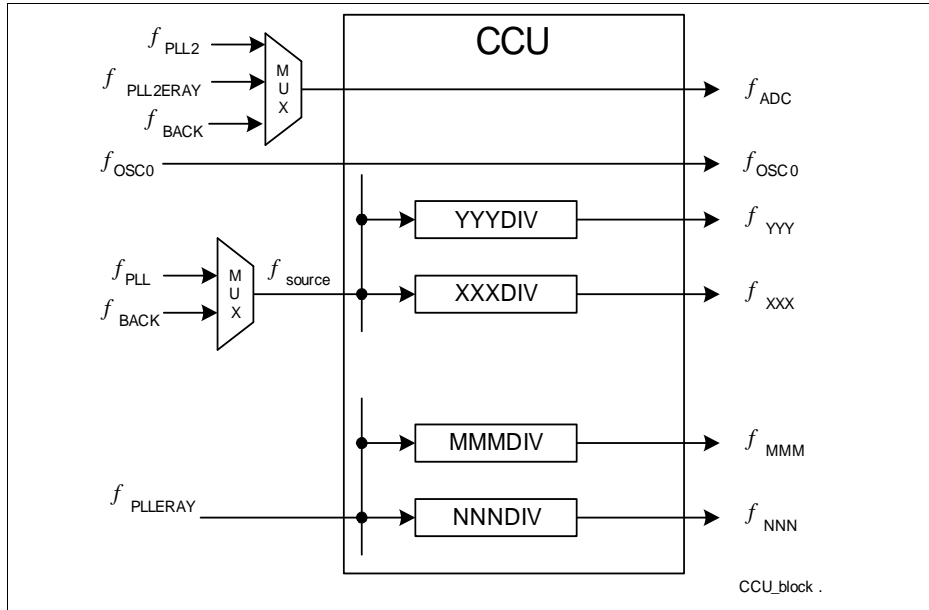 CCU
f PLL2
f PLL2ERAY
f BACK
MUX
f ADC
f OSC0
f OSC0
YYYDIV
f YYY
f PLL
f BACK
MUX
f source
XXXDIV
f XXX
MMMDIV
f MMM
f PLLERAY
NNNDIV
f NNN
CCU_block .